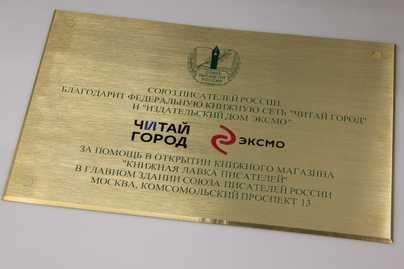 СОЮЗ ПИСАТЕЛЕЙ РОССИИ
БЛАГОДАРИТ ФЕДЕРАЛЬНУЮ КНИЖНУЮ СЕТЬ "ЧИТАЙ ГОРОД"
И "ИЗДАТЕЛЬСКИЙ ДОМ ЭКСМО"
ЧИТАЙ
ГОРОД
ЭКСМО
ЗА ПОМОЩЬ В ОТКРЫТИИ КНИЖНОГО МАГАЗИНА
"КНИЖНАЯ ЛАВКА ПИСАТЕЛЕЙ"
В ГЛАВНОМ ЗДАНИИ СОЮЗА ПИСАТЕЛЕЙ РОССИИ
МОСКВА, КОМСОМОЛЬСКИЙ ПРОСПЕКТ 13